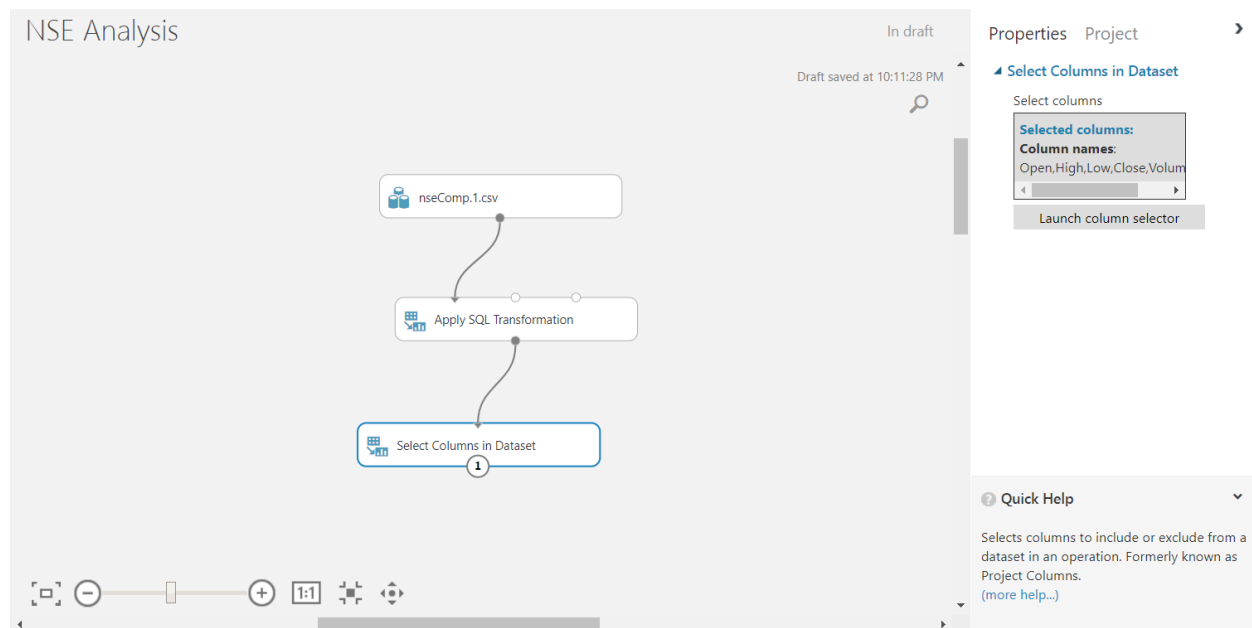 NSE Analysis
In draft
Draft saved at 10:11:28 PM
nseComp.1.csv
Apply SQL Transformation
Select Columns in Dataset
1
1:1
Properties Project
Select Columns in Dataset
Select columns
Selected columns:
Column names:
Open,High,Low,Close,Volum
Launch column selector
? Quick Help
Selects columns to include or exclude from a
dataset in an operation. Formerly known as
Project Columns.
(more help...)